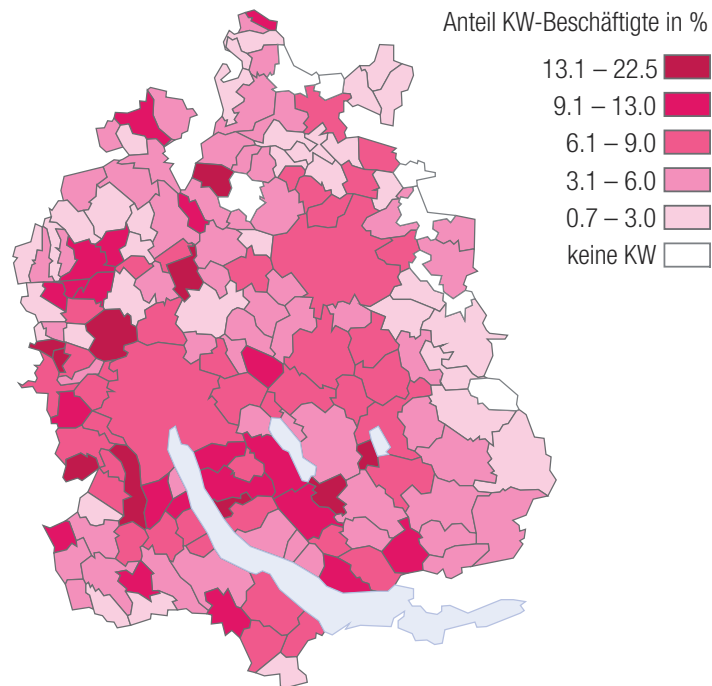 Anteil KW-Beschäftigte in %
13.1 – 22.5
9.1 – 13.0
6.1 – 9.0
3.1 – 6.0
0.7 – 3.0
keine KW